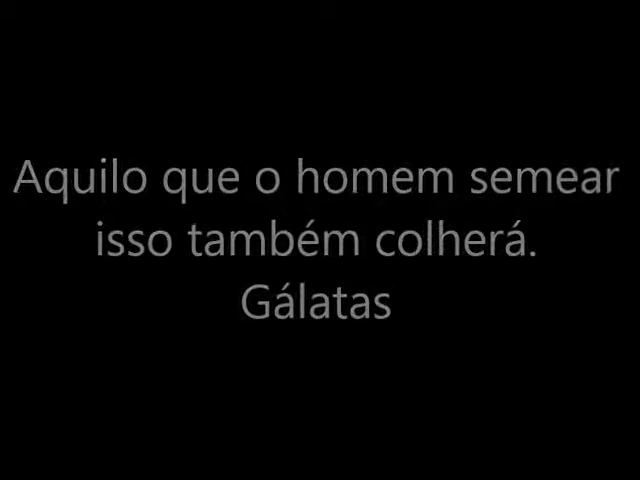 Aquilo que o homem semear
isso também colherá.
Gálatas